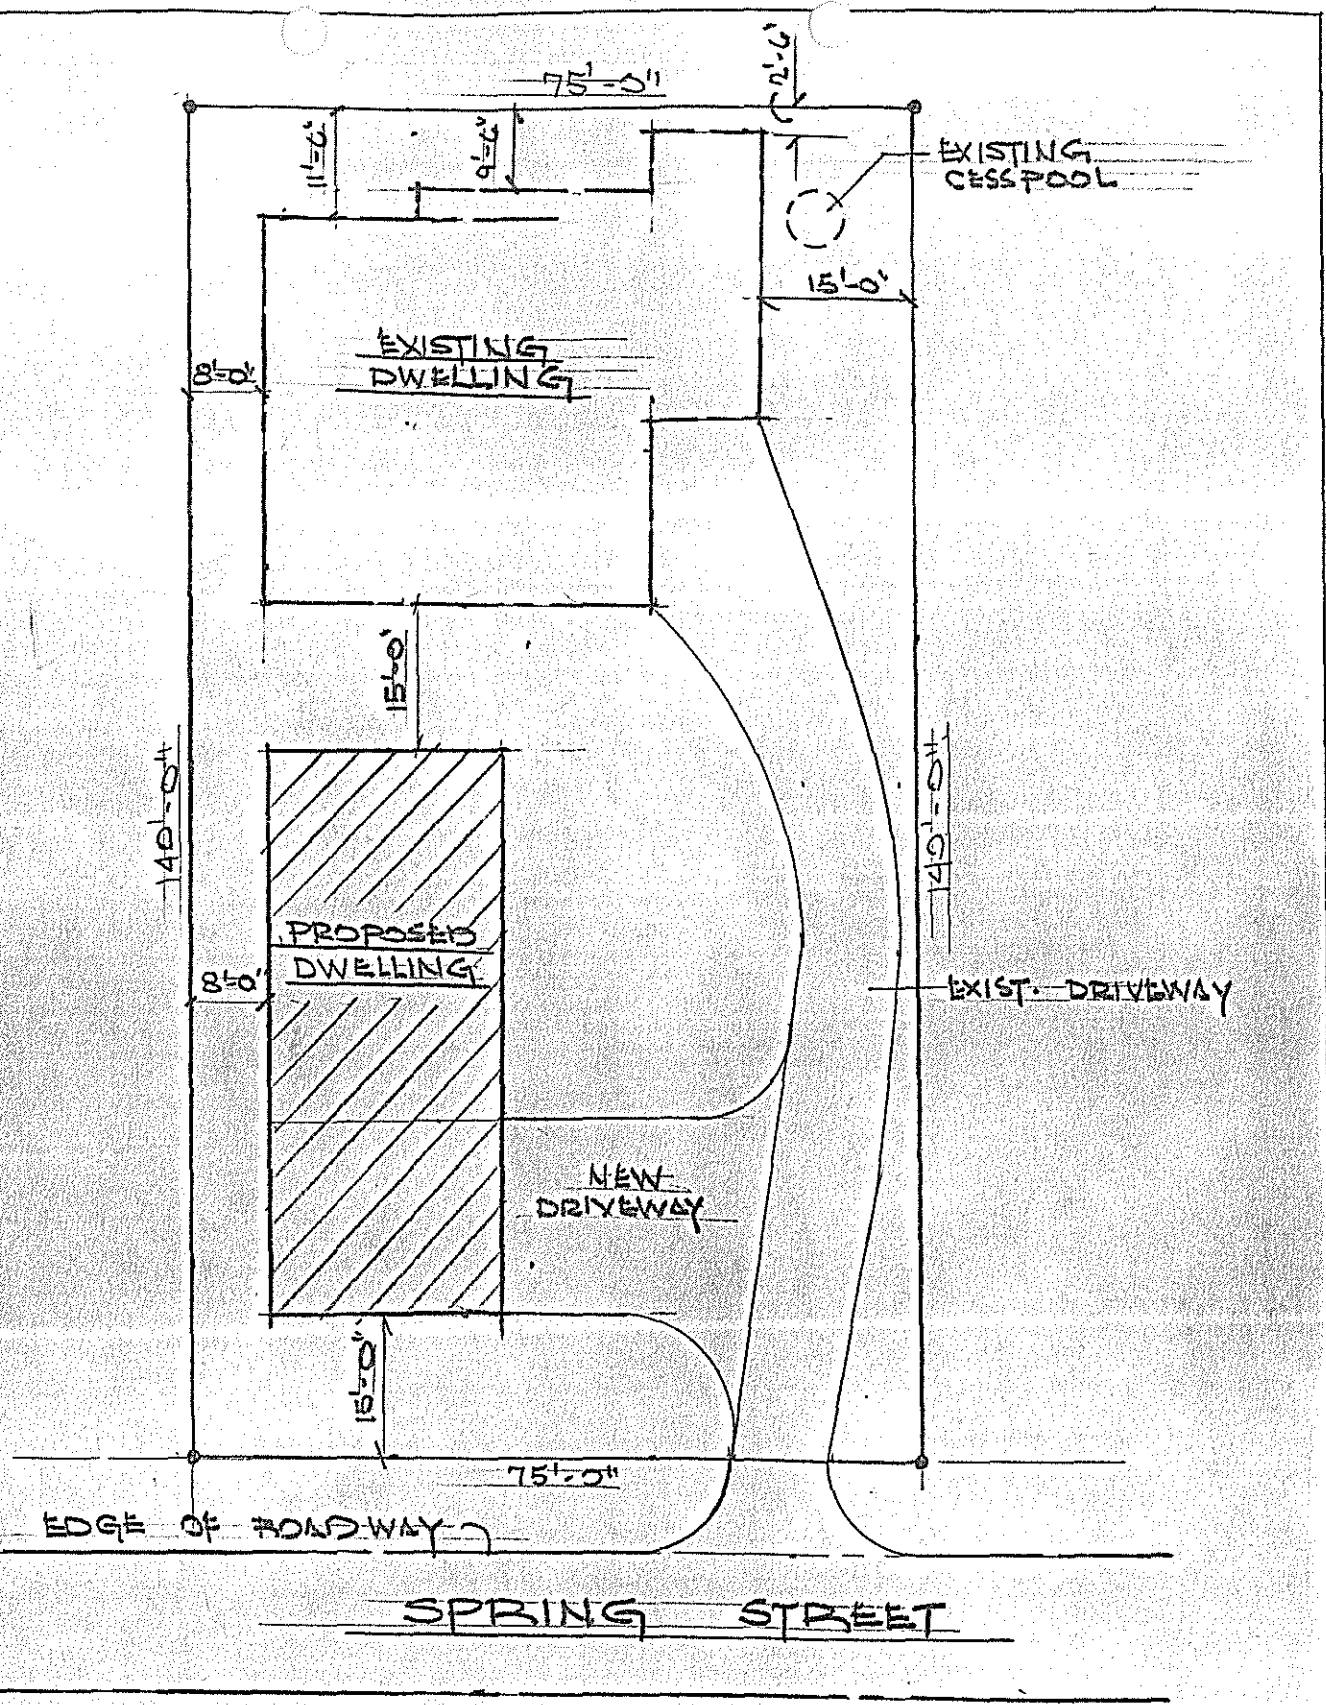 75'-0"
2'-6"
11'-6"
9'-6"
EXISTING
CESSPOOL
15'-0"
EXISTING
DWELLING
8'-0"
15'-0"
140'-0"
140'-0"
PROPOSED
DWELLING
8'-0"
EXIST. DRIVEWAY
NEW
DRIVEWAY
15'-0"
75'-0"
EDGE OF ROADWAY
SPRING STREET